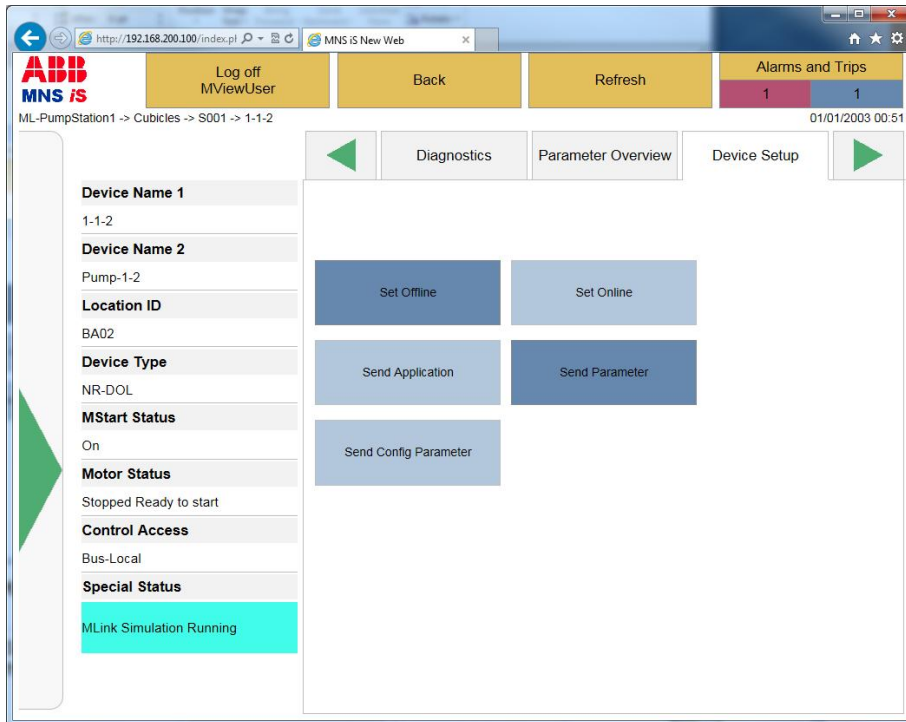 http://192.168.200.100/index.pl
MNS iS New Web
ABB
MNS iS
Log off
MViewUser
Back
Refresh
Alarms and Trips
1
1
ML-PumpStation1 -> Cubicles -> S001 -> 1-1-2
01/01/2003 00:51
Diagnostics
Parameter Overview
Device Setup
Device Name 1
1-1-2
Device Name 2
Pump-1-2
Location ID
BA02
Device Type
NR-DOL
MStart Status
On
Motor Status
Stopped Ready to start
Control Access
Bus-Local
Special Status
MLink Simulation Running
Set Offline
Set Online
Send Application
Send Parameter
Send Config Parameter